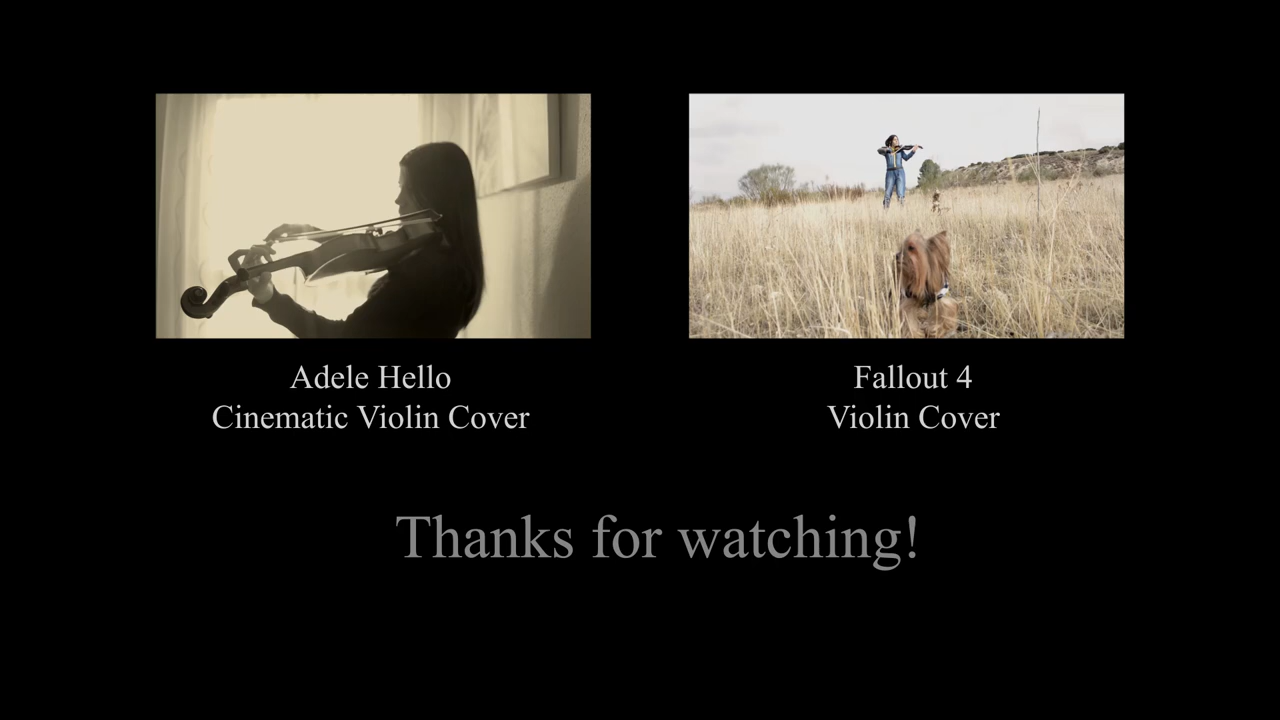 Adele Hello
Cinematic Violin Cover
Fallout 4
Violin Cover
Thanks for watching!